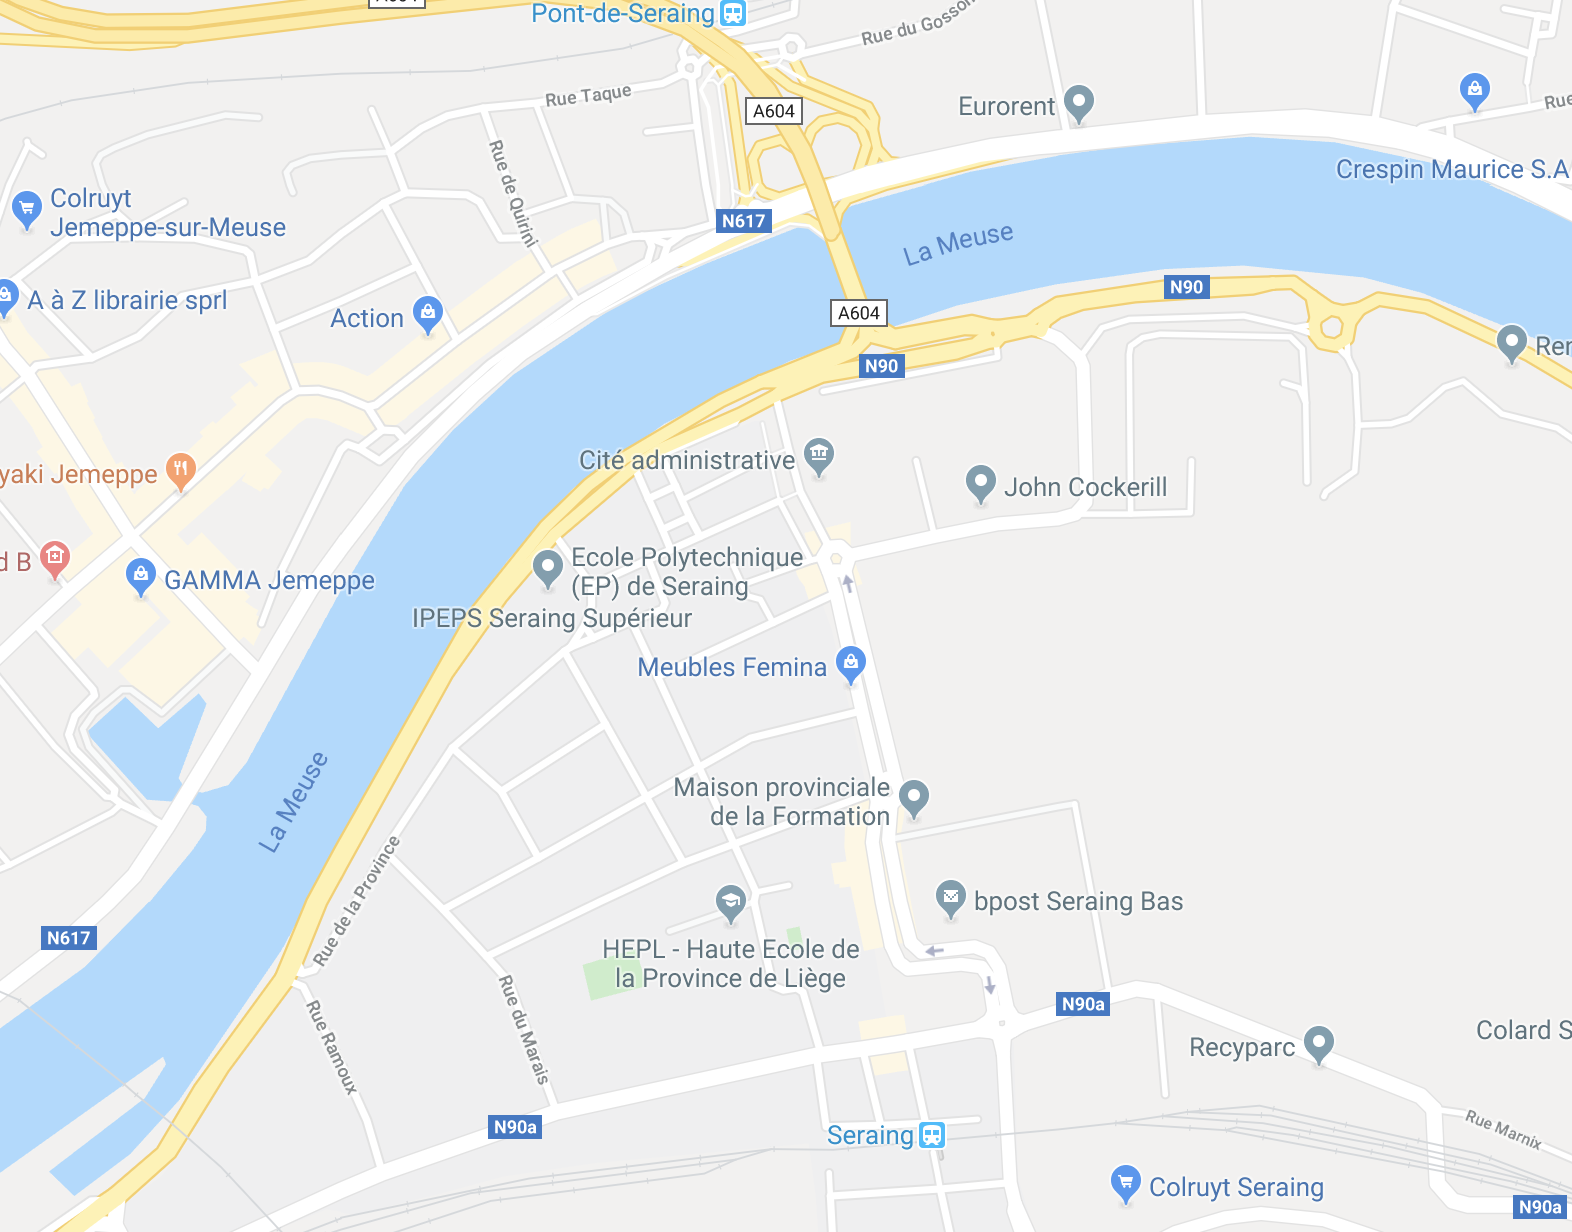 Pont-de-Seraing
Rue du Gosson
Rue Taque
A604
Eurorent
Rue
Rue de Quirini
Crespin Maurice S.A
Colruyt
Jemeppe-sur-Meuse
N617
La Meuse
N90
A à Z librairie sprl
Action
A604
N90
Ren
Cité administrative
yaki Jemeppe
John Cockerill
d B
GAMMA Jemeppe
Ecole Polytechnique
(EP) de Seraing
IPEPS Seraing Supérieur
Meubles Femina
La Meuse
Maison provinciale
de la Formation
Rue de la Province
bpost Seraing Bas
N617
HEPL - Haute Ecole de
la Province de Liège
N90a
Rue Ramoux
Rue du Marais
Recyparc
Colard S
N90a
Seraing
Rue Marnix
Colruyt Seraing
N90a